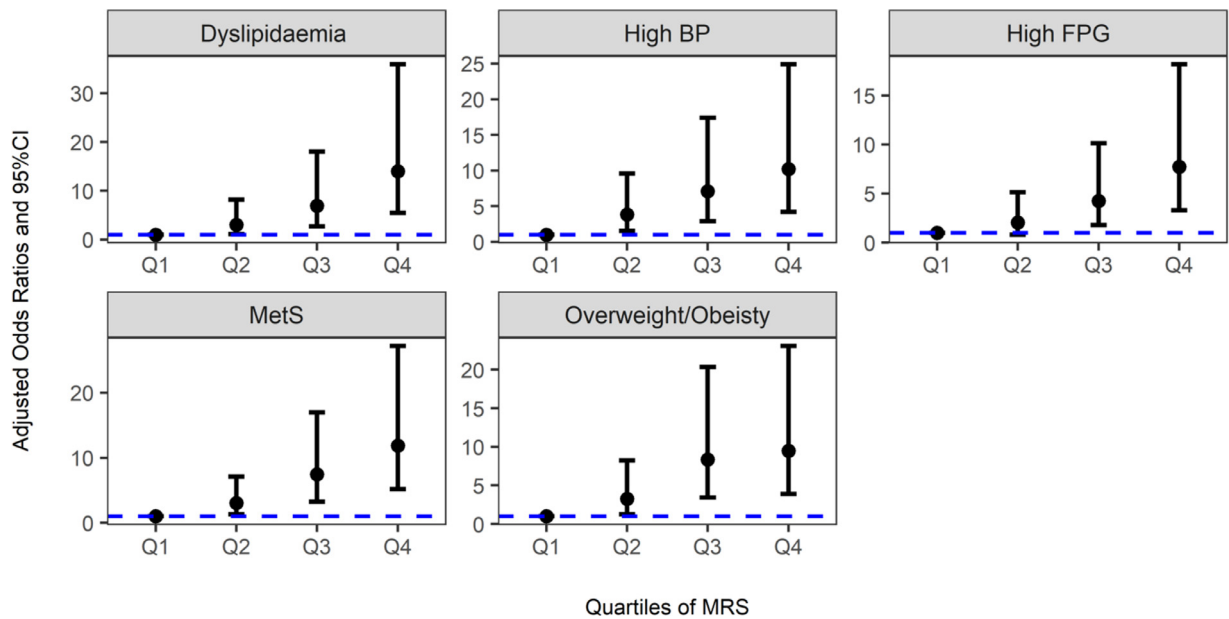 Adjusted Odds Ratios and 95%CI
Dyslipidaemia
30
20
10
0
Q1 Q2 Q3 Q4
High BP
25
20
15
10
5
0
Q1 Q2 Q3 Q4
High FPG
15
10
5
0
Q1 Q2 Q3 Q4
MetS
20
10
0
Q1 Q2 Q3 Q4
Overweight/Obeisty
20
15
10
5
0
Q1 Q2 Q3 Q4
Quartiles of MRS